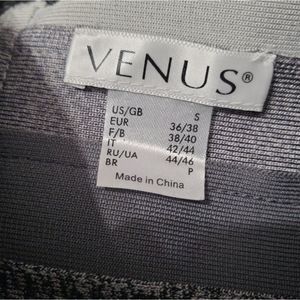 VENUS®
US/GB S
EUR 36/38
F/B 38/40
IT 42/44
RU/UA 44/46
BR P
Made in China